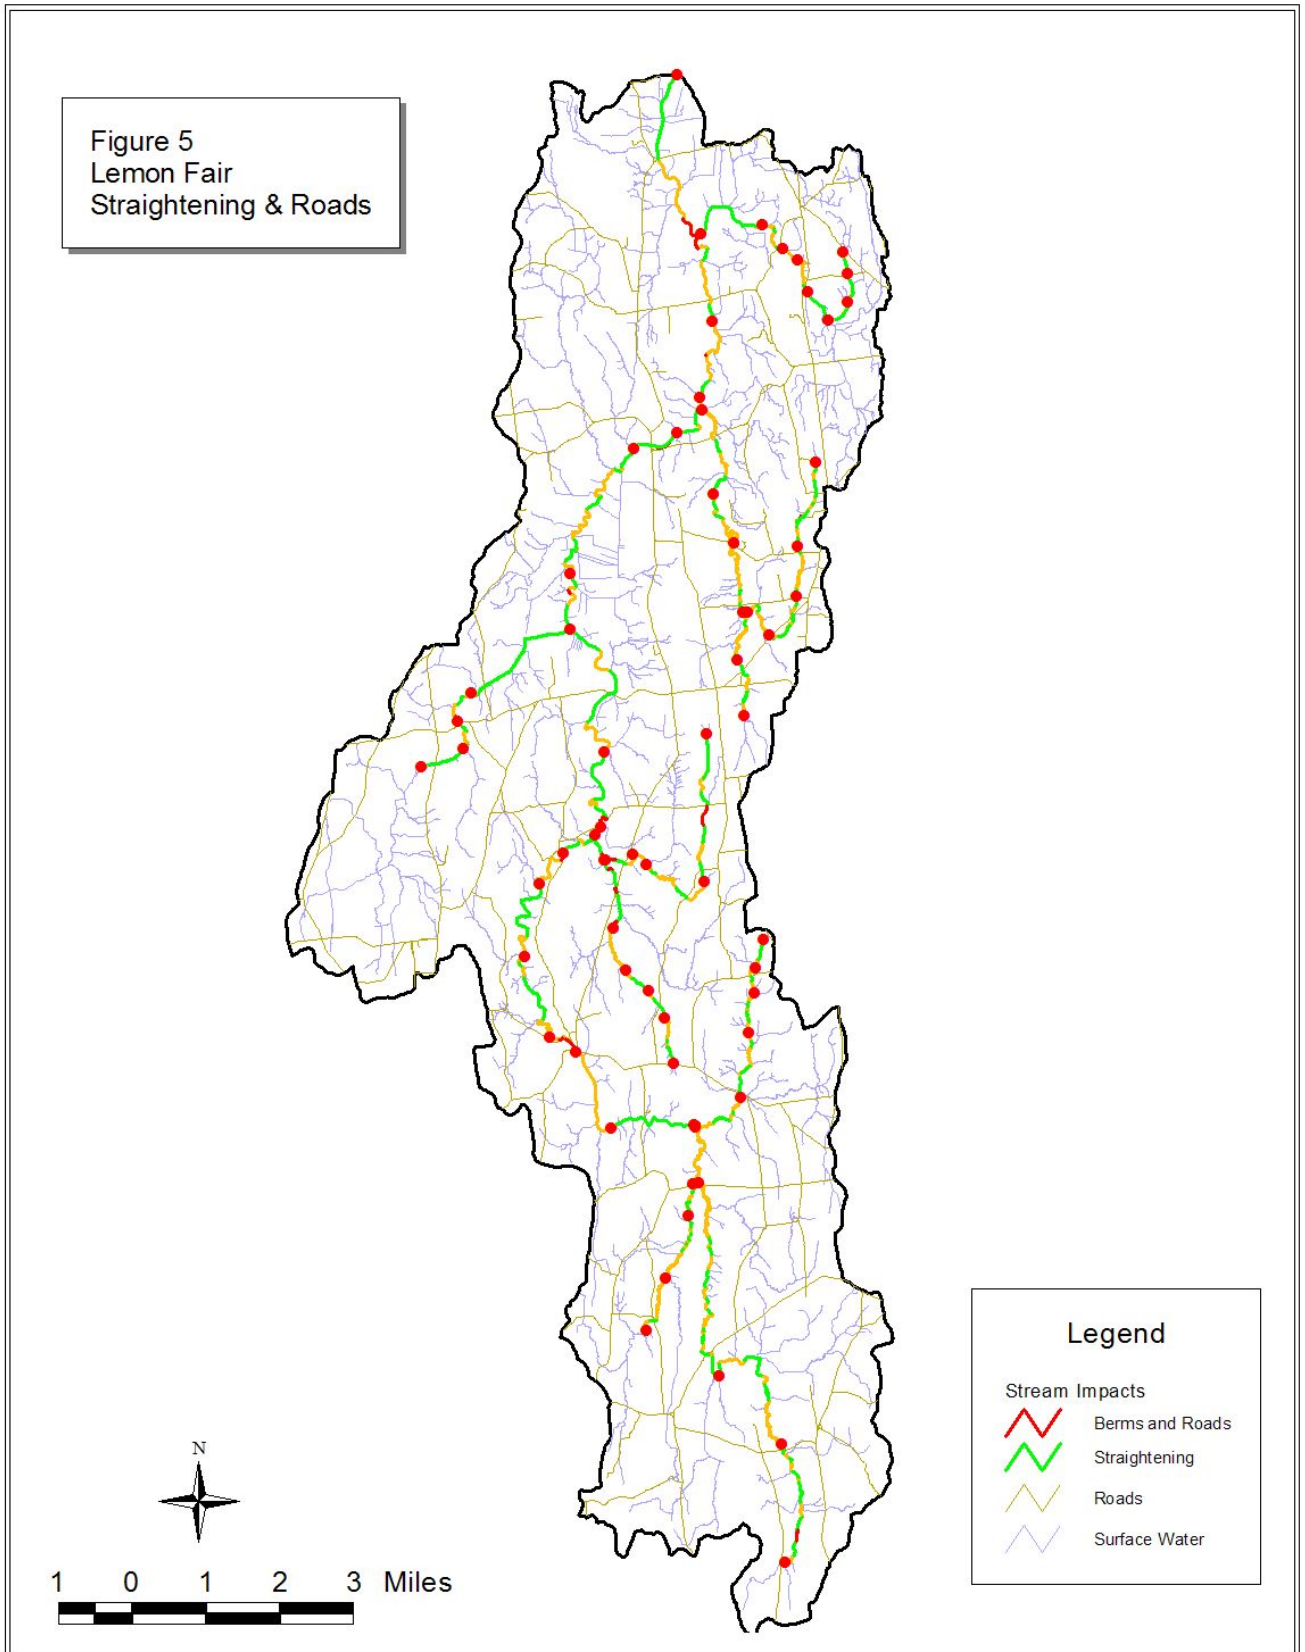 Figure 5
Lemon Fair
Straightening & Roads
Legend
Stream Impacts
Berms and Roads
Straightening
Roads
Surface Water
N
1 0 1 2 3 Miles